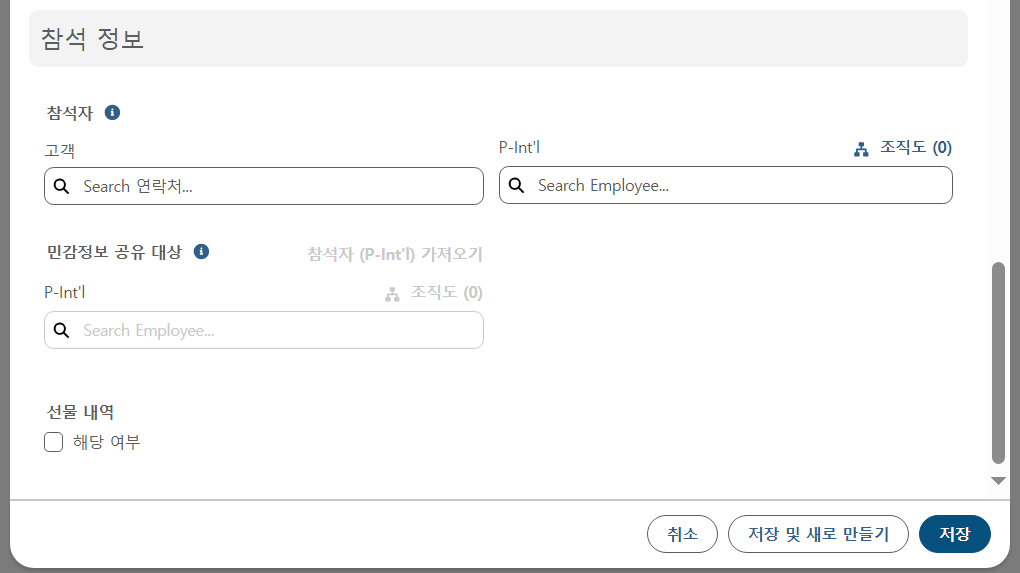 참석 정보
참석자
고객
P-Int'l
조직도 (0)
Search 연락처...
Search Employee...
민감정보 공유 대상
참석자 (P-Int'l) 가져오기
P-Int'l
조직도 (0)
Search Employee...
선물 내역
해당 여부
취소
저장 및 새로 만들기
저장